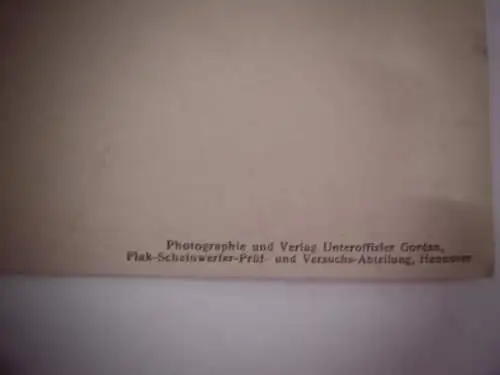 Photographie und Verlag Unteroffizier Gordan,
Flak-Scheinwerfer-Prüf- und Versuchs-Abteilung, Hannover